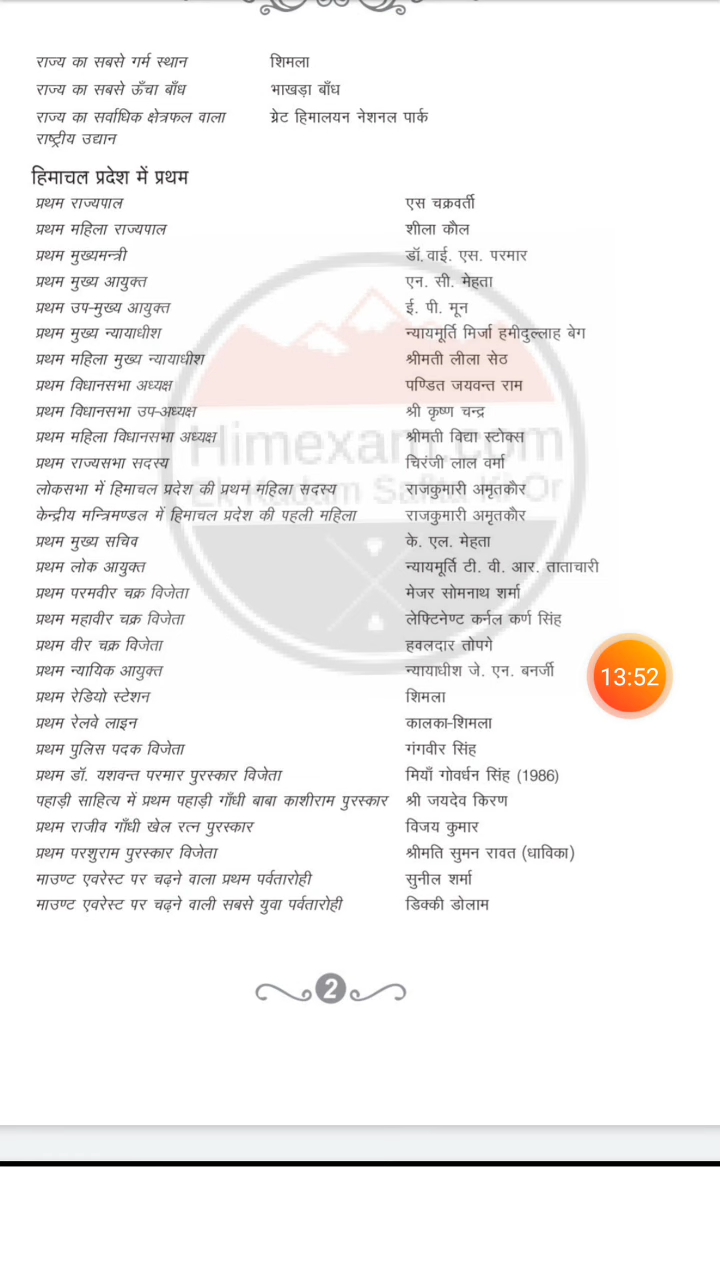 राज्य का सबसे गर्म स्थान शिमला
राज्य का सबसे ऊँचा बाँध भाखड़ा बाँध
राज्य का सर्वाधिक क्षेत्रफल वाला ग्रेट हिमालयन नेशनल पार्क
राष्ट्रीय उद्यान
हिमाचल प्रदेश में प्रथम
प्रथम राज्यपाल एस चक्रवर्ती
प्रथम महिला राज्यपाल शीला कौल
प्रथम मुख्यमन्त्री डॉ. वाई. एस. परमार
प्रथम मुख्य आयुक्त एन. सी. मेहता
प्रथम उप-मुख्य आयुक्त ई. पी. मून
प्रथम मुख्य न्यायाधीश न्यायमूर्ति मिर्जा हमीदुल्लाह बेग
प्रथम महिला मुख्य न्यायाधीश श्रीमती लीला सेठ
प्रथम विधानसभा अध्यक्ष पण्डित जयवन्त राम
प्रथम विधानसभा उप-अध्यक्ष श्री कृष्ण चन्द्र
प्रथम महिला विधानसभा अध्यक्ष श्रीमती विद्या स्टोक्स
Himexam.com
प्रथम राज्यसभा सदस्य चिरंजी लाल वर्मा
लोकसभा में हिमाचल प्रदेश की प्रथम महिला सदस्य राजकुमारी अमृतकौर
Ek Kadam Or
केन्द्रीय मन्त्रिमण्डल में हिमाचल प्रदेश की पहली महिला राजकुमारी अमृतकौर
प्रथम मुख्य सचिव के. एल. मेहता
प्रथम लोक आयुक्त न्यायमूर्ति टी. वी. आर. ताताचारी
प्रथम परमवीर चक्र विजेता मेजर सोमनाथ शर्मा
प्रथम महावीर चक्र विजेता लेफ्टिनेण्ट कर्नल कर्ण सिंह
प्रथम वीर चक्र विजेता हवलदार तोपगे
प्रथम न्यायिक आयुक्त न्यायाधीश जे. एन. बनर्जी
13:52
प्रथम रेडियो स्टेशन शिमला
प्रथम रेलवे लाइन कालका-शिमला
प्रथम पुलिस पदक विजेता गंगवीर सिंह
प्रथम डॉ. यशवन्त परमार पुरस्कार विजेता मियाँ गोवर्धन सिंह (1986)
पहाड़ी साहित्य में प्रथम पहाड़ी गाँधी बाबा काशीराम पुरस्कार श्री जयदेव किरण
प्रथम राजीव गाँधी खेल रत्न पुरस्कार विजय कुमार
प्रथम परशुराम पुरस्कार विजेता श्रीमति सुमन रावत (धाविका)
माउण्ट एवरेस्ट पर चढ़ने वाला प्रथम पर्वतारोही सुनील शर्मा
माउण्ट एवरेस्ट पर चढ़ने वाली सबसे युवा पर्वतारोही डिक्की डोलाम
2